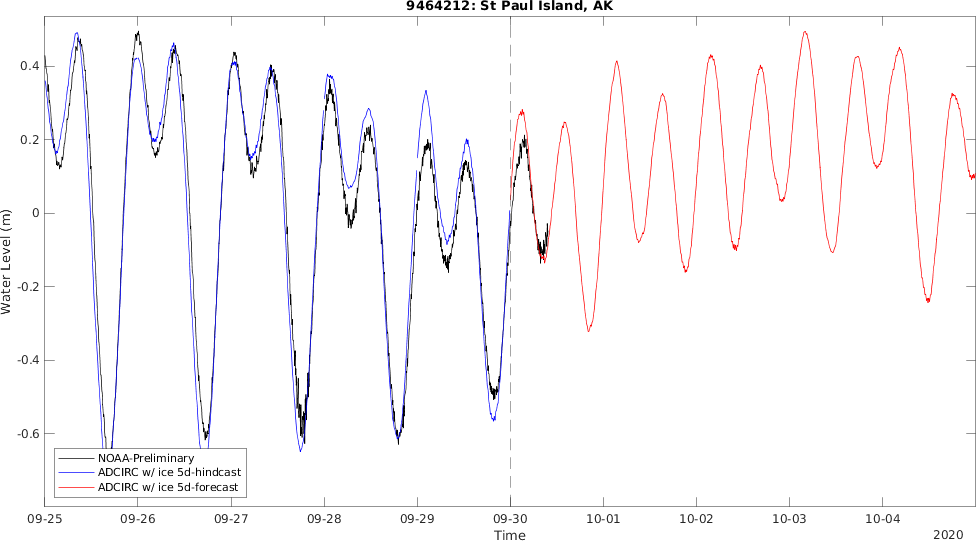 9464212: St Paul Island, AK
Water Level (m)
0.4
0.2
0
-0.2
-0.4
-0.6
NOAA-Preliminary
ADCIRC w/ ice 5d-hindcast
ADCIRC w/ ice 5d-forecast
09-25 09-26 09-27 09-28 09-29 09-30 10-01 10-02 10-03 10-04
Time
2020